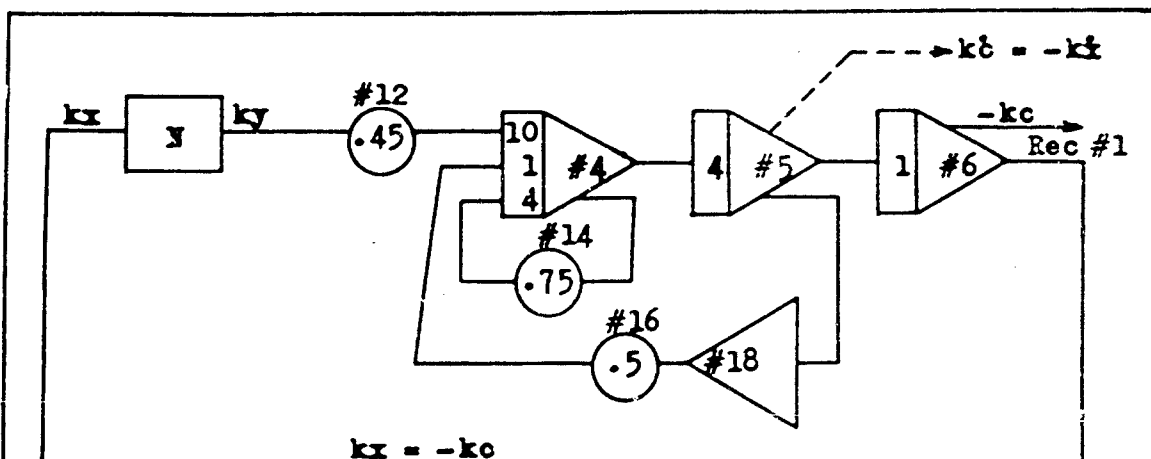 kċ = -kẋ
#12
kx
ky
-kc
N
.45
10
1
4
#4
4
#5
1
#6
Rec #1
#14
.75
#16
.5
#18
kx = -kc